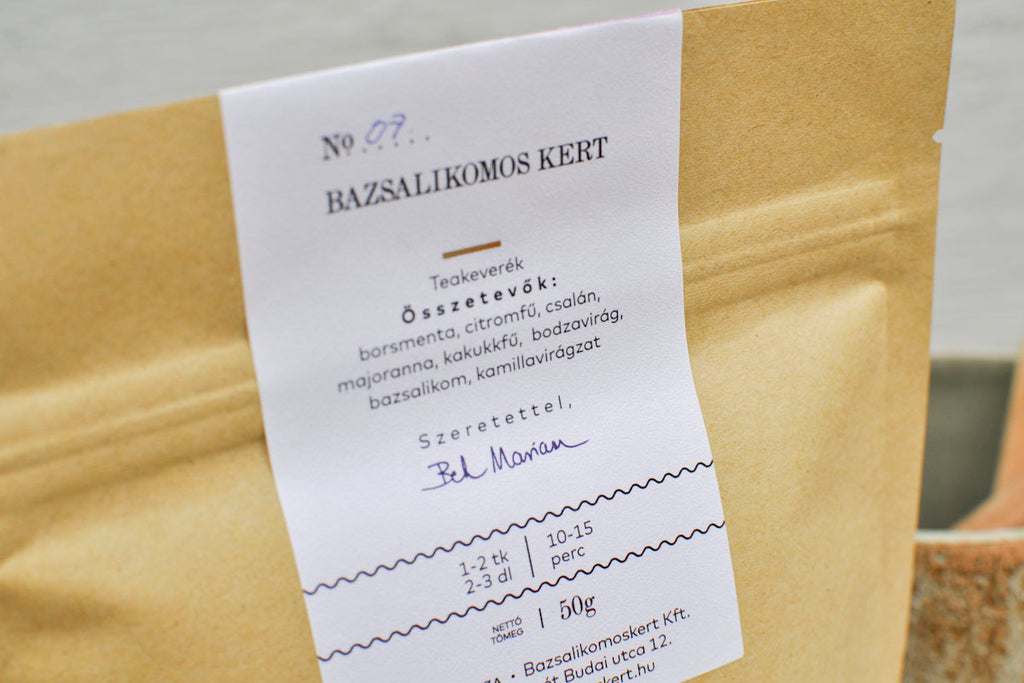 No 07
BAZSALIKOMOS KERT
Teakeverék
Összetevők:
borsmenta, citromfű, csalán,
majoranna, kakukkfű, bodzavirág,
bazsalikom, kamillavirágzat
Szeretettel,
1-2 tk | 10-15
2-3 dl | perc
NETTÓ TÖMEG | 50g
• Bazsalikomoskert Kft.
Budai utca 12.